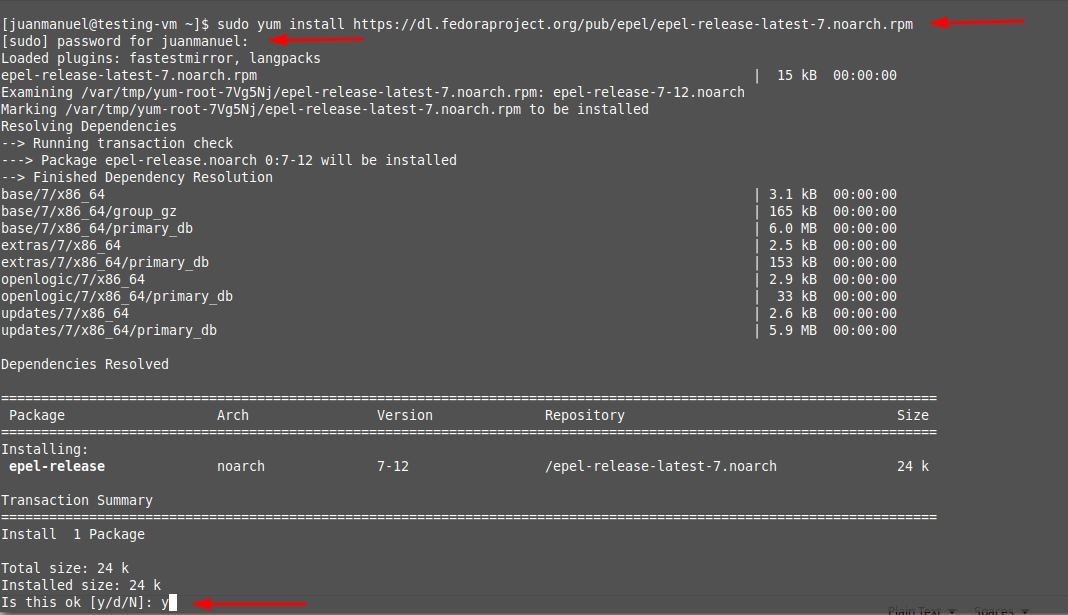 [juanmanuel@testing-vm ~]$ sudo yum install https://dl.fedoraproject.org/pub/epel/epel-release-latest-7.noarch.rpm
[sudo] password for juanmanuel:
Loaded plugins: fastestmirror, langpacks
epel-release-latest-7.noarch.rpm | 15 kB 00:00:00
Examining /var/tmp/yum-root-7Vg5Nj/epel-release-latest-7.noarch.rpm: epel-release-7-12.noarch
Marking /var/tmp/yum-root-7Vg5Nj/epel-release-latest-7.noarch.rpm to be installed
Resolving Dependencies
--> Running transaction check
---> Package epel-release.noarch 0:7-12 will be installed
--> Finished Dependency Resolution
base/7/x86_64 | 3.1 kB 00:00:00
base/7/x86_64/group_gz | 165 kB 00:00:00
base/7/x86_64/primary_db | 6.0 MB 00:00:00
extras/7/x86_64 | 2.5 kB 00:00:00
extras/7/x86_64/primary_db | 153 kB 00:00:00
openlogic/7/x86_64 | 2.9 kB 00:00:00
openlogic/7/x86_64/primary_db | 33 kB 00:00:00
updates/7/x86_64 | 2.6 kB 00:00:00
updates/7/x86_64/primary_db | 5.9 MB 00:00:00
Dependencies Resolved
=====================================================================================================================
Package Arch Version Repository Size
=====================================================================================================================
Installing:
epel-release noarch 7-12 /epel-release-latest-7.noarch 24 k
Transaction Summary
=====================================================================================================================
Install 1 Package
Total size: 24 k
Installed size: 24 k
Is this ok [y/d/N]: y
Plain Text Spaces